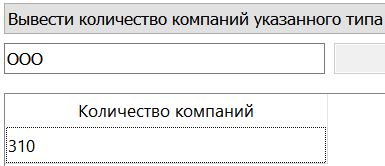 Вывести количество компаний указанного типа
ООО
Количество компаний
310